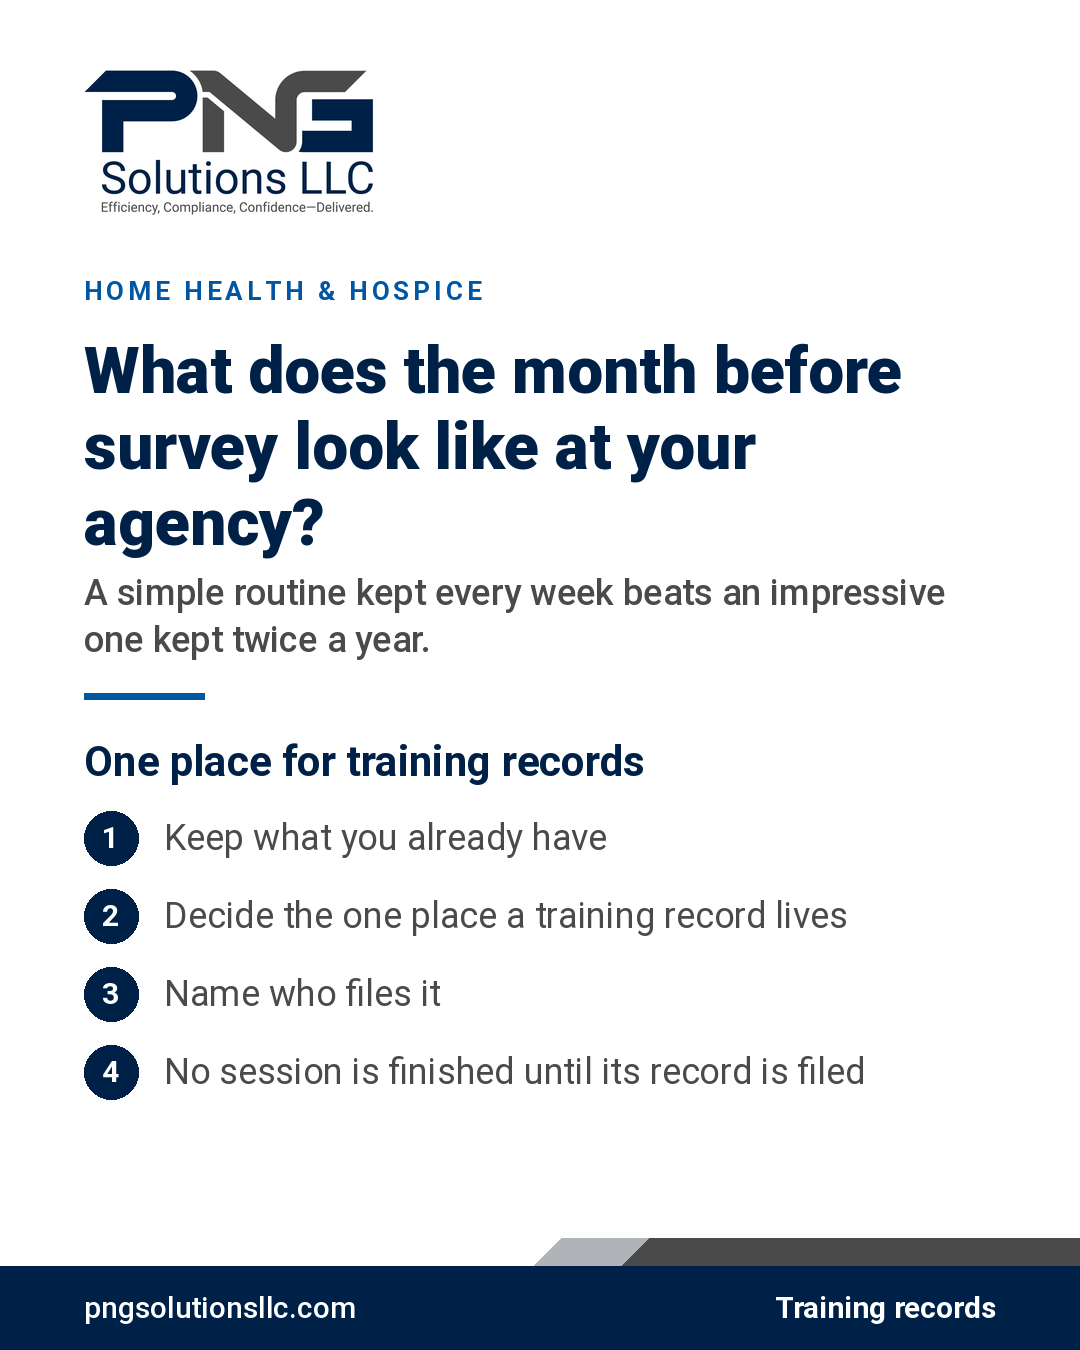 PNG
Solutions LLC
Efficiency, Compliance, Confidence—Delivered.
HOME HEALTH & HOSPICE
What does the month before
survey look like at your
agency?
A simple routine kept every week beats an impressive
one kept twice a year.
One place for training records
1 Keep what you already have
2 Decide the one place a training record lives
3 Name who files it
4 No session is finished until its record is filed
pngsolutionsllc.com Training records